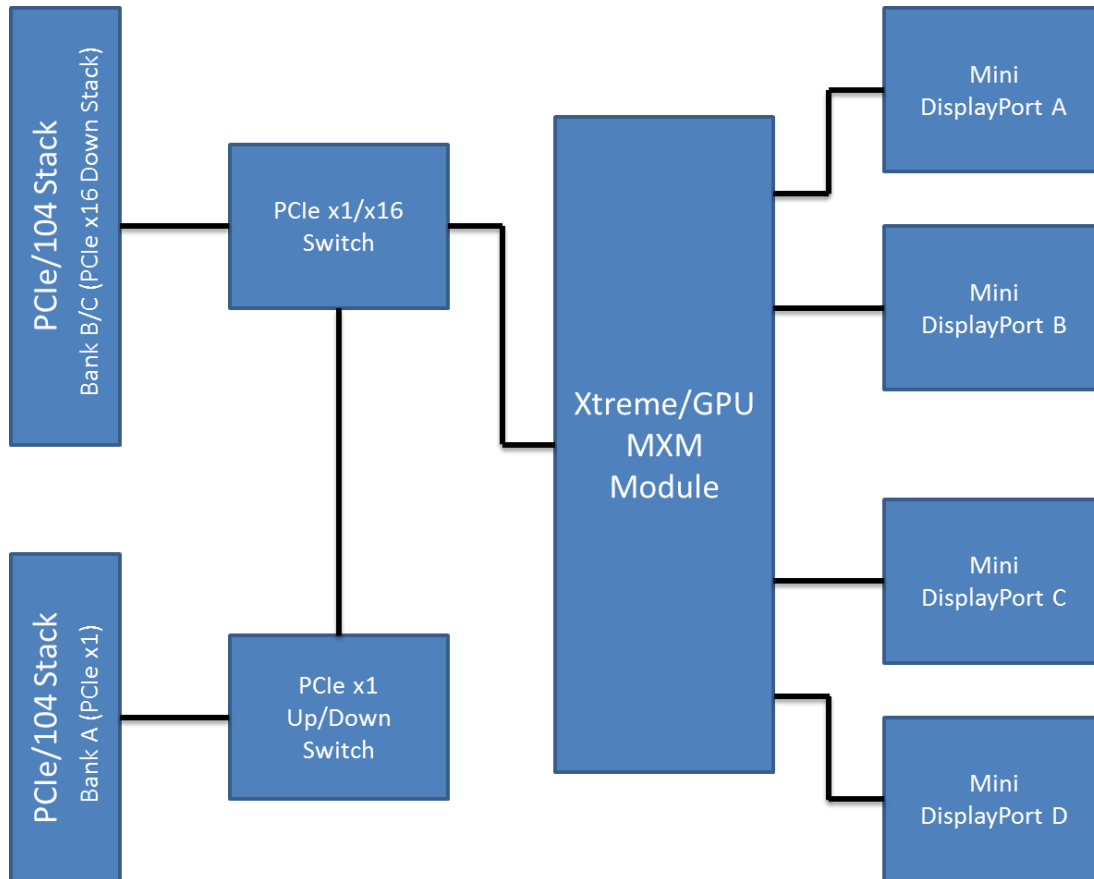 PCIe/104 Stack
Bank B/C (PCIe x16 Down Stack)
PCIe x1/x16
Switch
PCIe/104 Stack
Bank A (PCIe x1)
PCIe x1
Up/Down
Switch
Xtreme/GPU
MXM
Module
Mini
DisplayPort A
Mini
DisplayPort B
Mini
DisplayPort C
Mini
DisplayPort D